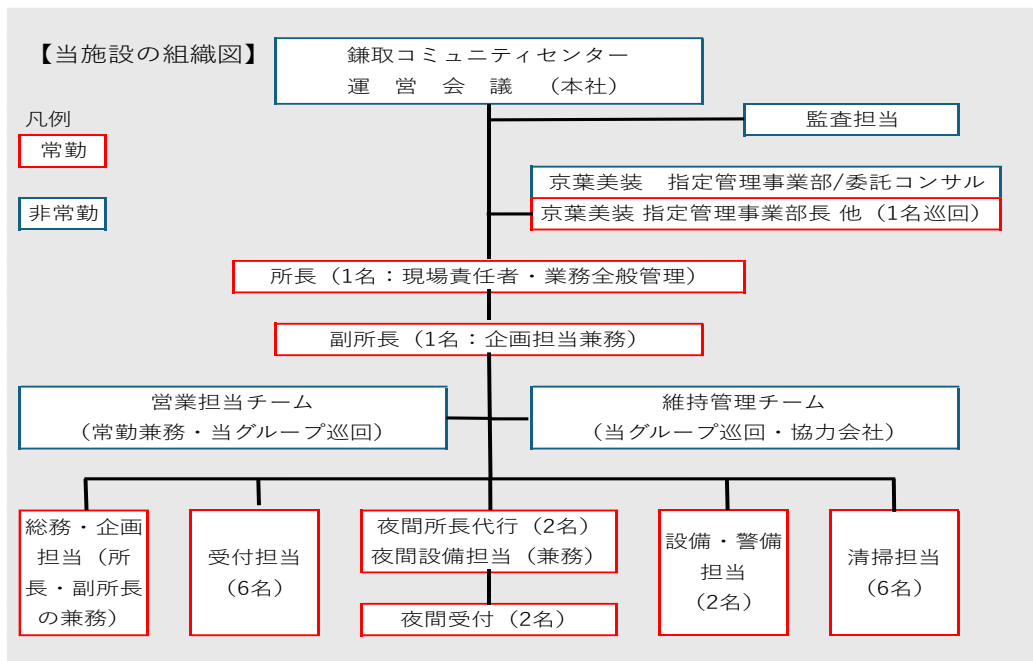 【当施設の組織図】
鎌取コミュニティセンター
運 営 会 議 (本社)
凡例
常勤
非常勤
監査担当
京葉美装 指定管理事業部/委託コンサル
京葉美装 指定管理事業部長 他 (1名巡回)
所長 (1名：現場責任者・業務全般管理)
副所長 (1名：企画担当兼務)
営業担当チーム
(常勤兼務・当グループ巡回)
維持管理チーム
(当グループ巡回・協力会社)
総務・企画
担当 (所
長・副所長
の兼務)
受付担当
(6名)
夜間所長代行 (2名)
夜間設備担当 (兼務)
夜間受付 (2名)
設備・警備
担当
(2名)
清掃担当
(6名)